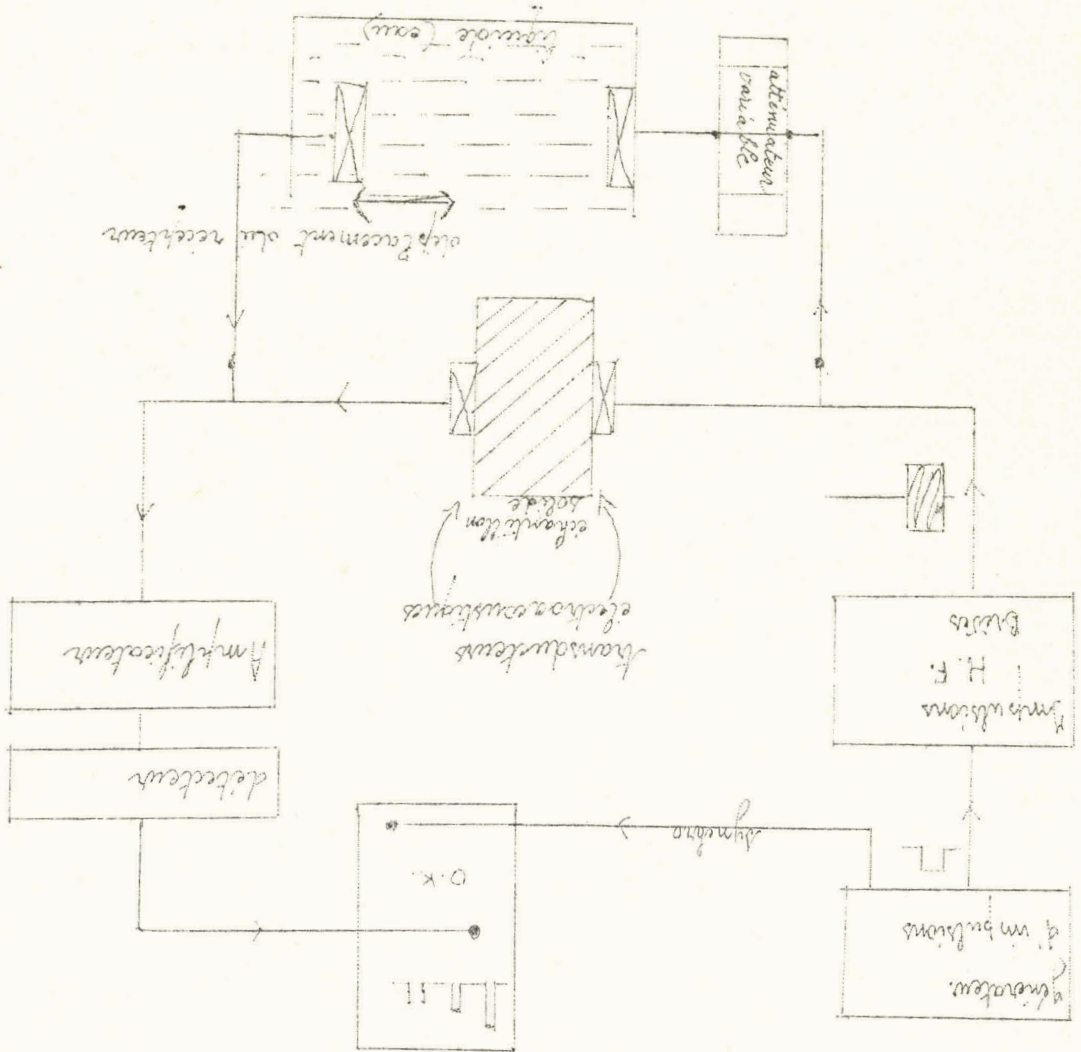 générateur
d'impulsions
synchro
O.K.
détecteur
Impulsions
H.F.
Brèves
Amplificateur
transducteurs
électroacoustiques
échantillon
solide
déplacement du récepteur
atténuateur
variable
liquide (eau)